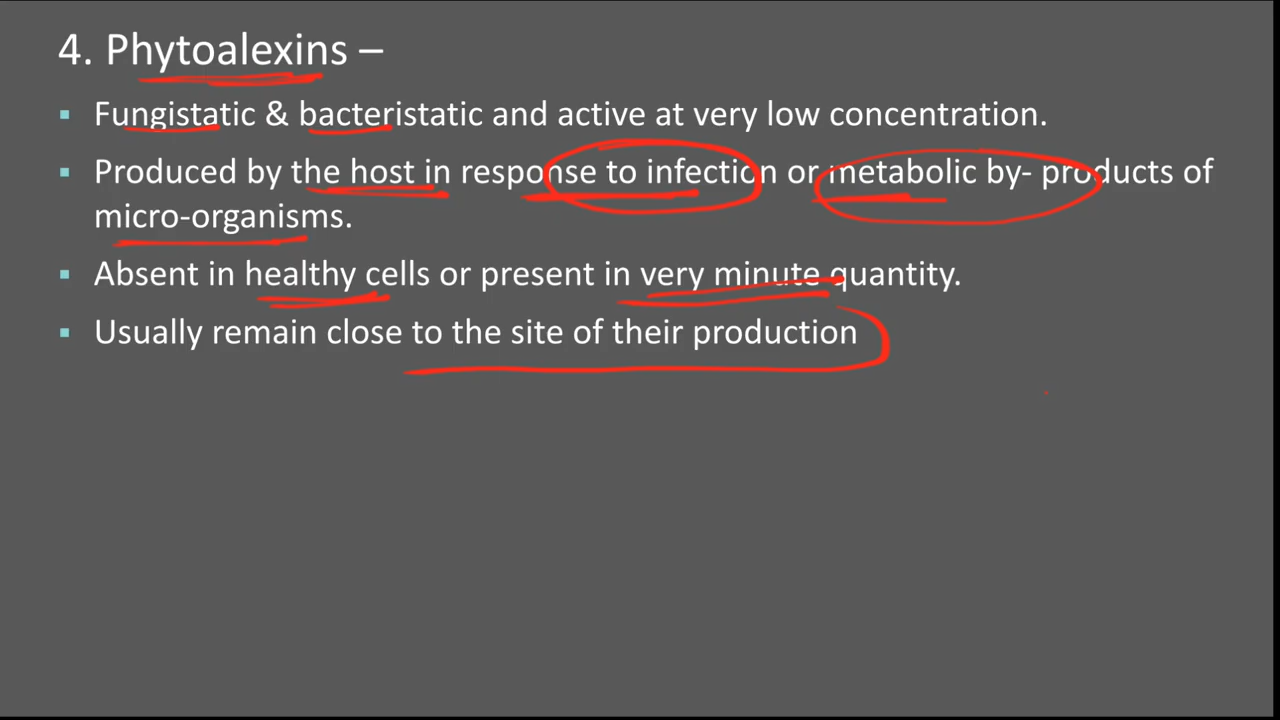 4. Phytoalexins –
▪ Fungistatic & bacteristatic and active at very low concentration.
▪ Produced by the host in response to infection or metabolic by- products of
micro-organisms.
▪ Absent in healthy cells or present in very minute quantity.
▪ Usually remain close to the site of their production